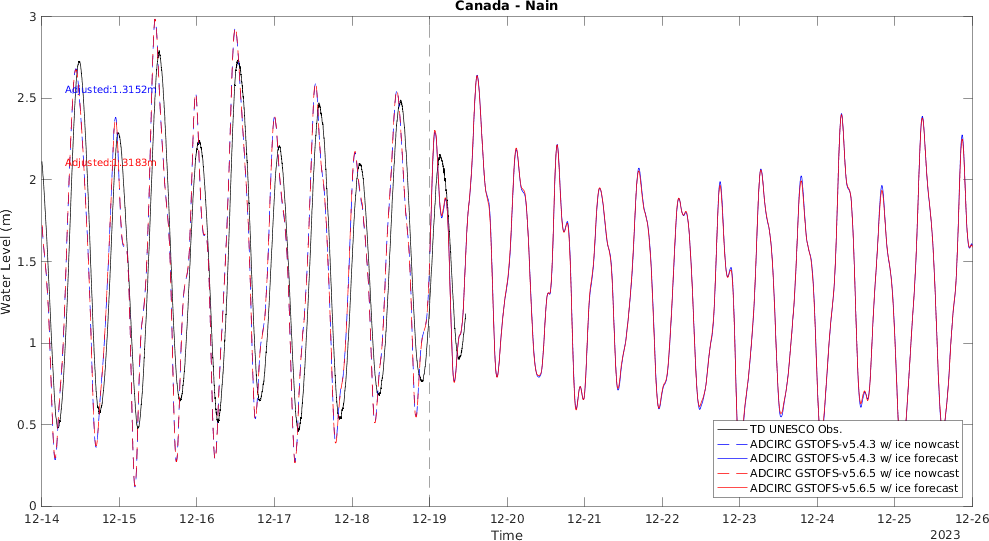 Canada - Nain
3
2.5
2
1.5
1
0.5
0
Water Level (m)
Adjusted:1.3152m
Adjusted:1.3183m
TD UNESCO Obs.
ADCIRC GSTOFS-v5.4.3 w/ ice nowcast
ADCIRC GSTOFS-v5.4.3 w/ ice forecast
ADCIRC GSTOFS-v5.6.5 w/ ice nowcast
ADCIRC GSTOFS-v5.6.5 w/ ice forecast
12-14 12-15 12-16 12-17 12-18 12-19 12-20 12-21 12-22 12-23 12-24 12-25 12-26
Time
2023